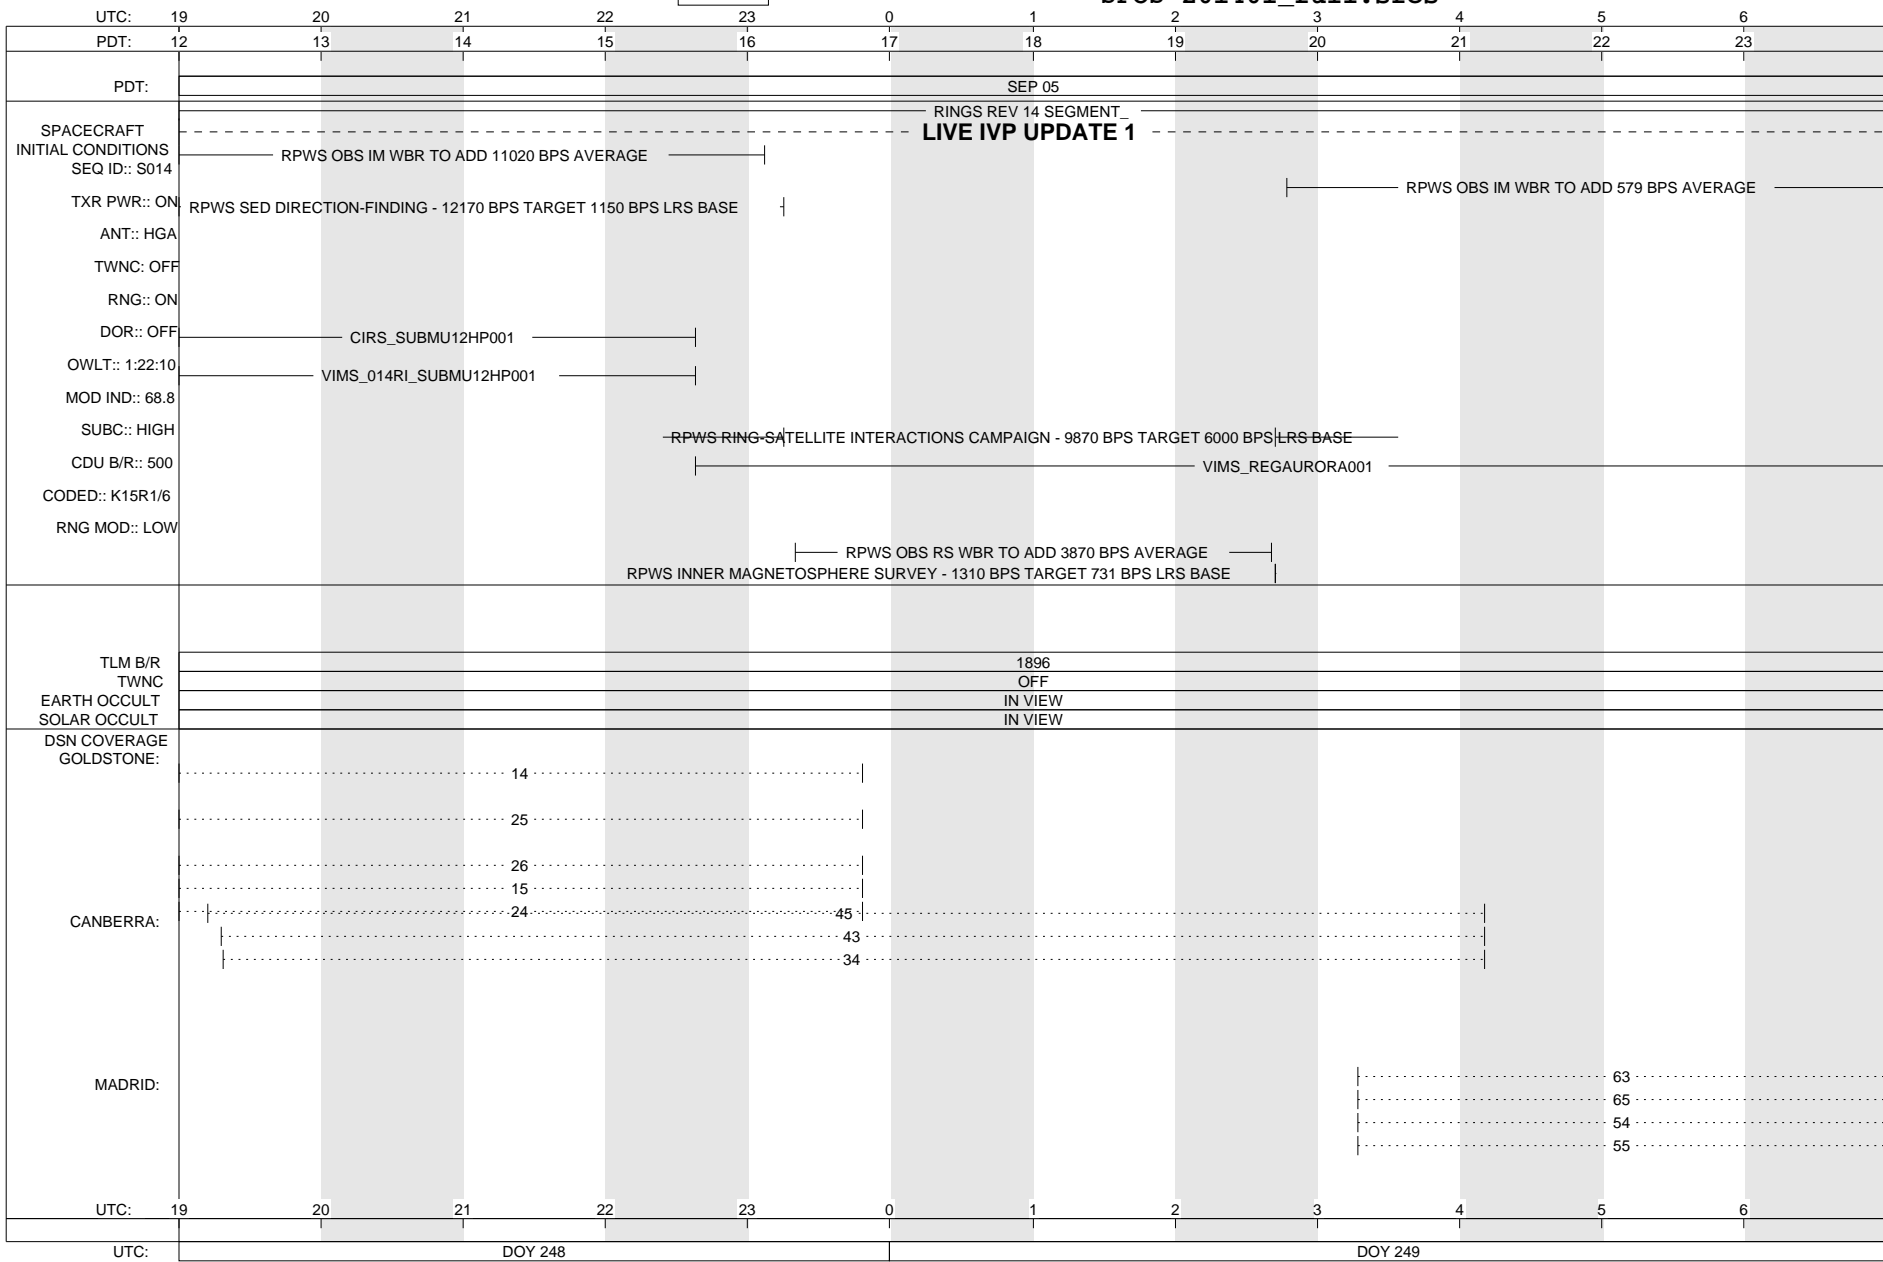 UTC: 19 20 21 22 23 0 1 2 3 4 5 6
PDT: 12 13 14 15 16 17 18 19 20 21 22 23
PDT: SEP 05
RINGS REV 14 SEGMENT_
SPACECRAFT LIVE IVP UPDATE 1
INITIAL CONDITIONS RPWS OBS IM WBR TO ADD 11020 BPS AVERAGE
SEQ ID:: S014
RPWS OBS IM WBR TO ADD 579 BPS AVERAGE
TXR PWR:: ON RPWS SED DIRECTION-FINDING - 12170 BPS TARGET 1150 BPS LRS BASE
ANT:: HGA
TWNC: OFF
RNG:: ON
DOR:: OFF CIRS_SUBMU12HP001
OWLT:: 1:22:10 VIMS_014RI_SUBMU12HP001
MOD IND:: 68.8
SUBC:: HIGH RPWS RING-SATELLITE INTERACTIONS CAMPAIGN - 9870 BPS TARGET 6000 BPS LRS BASE
CDU B/R:: 500 VIMS_REGAURORA001
CODED:: K15R1/6
RNG MOD:: LOW
RPWS OBS RS WBR TO ADD 3870 BPS AVERAGE
RPWS INNER MAGNETOSPHERE SURVEY - 1310 BPS TARGET 731 BPS LRS BASE
TLM B/R 1896
TWNC OFF
EARTH OCCULT IN VIEW
SOLAR OCCULT IN VIEW
DSN COVERAGE
GOLDSTONE:
14
25
26
15
24 45
CANBERRA:
43
34
MADRID:
63
65
54
55
UTC: 19 20 21 22 23 0 1 2 3 4 5 6
UTC: DOY 248 DOY 249